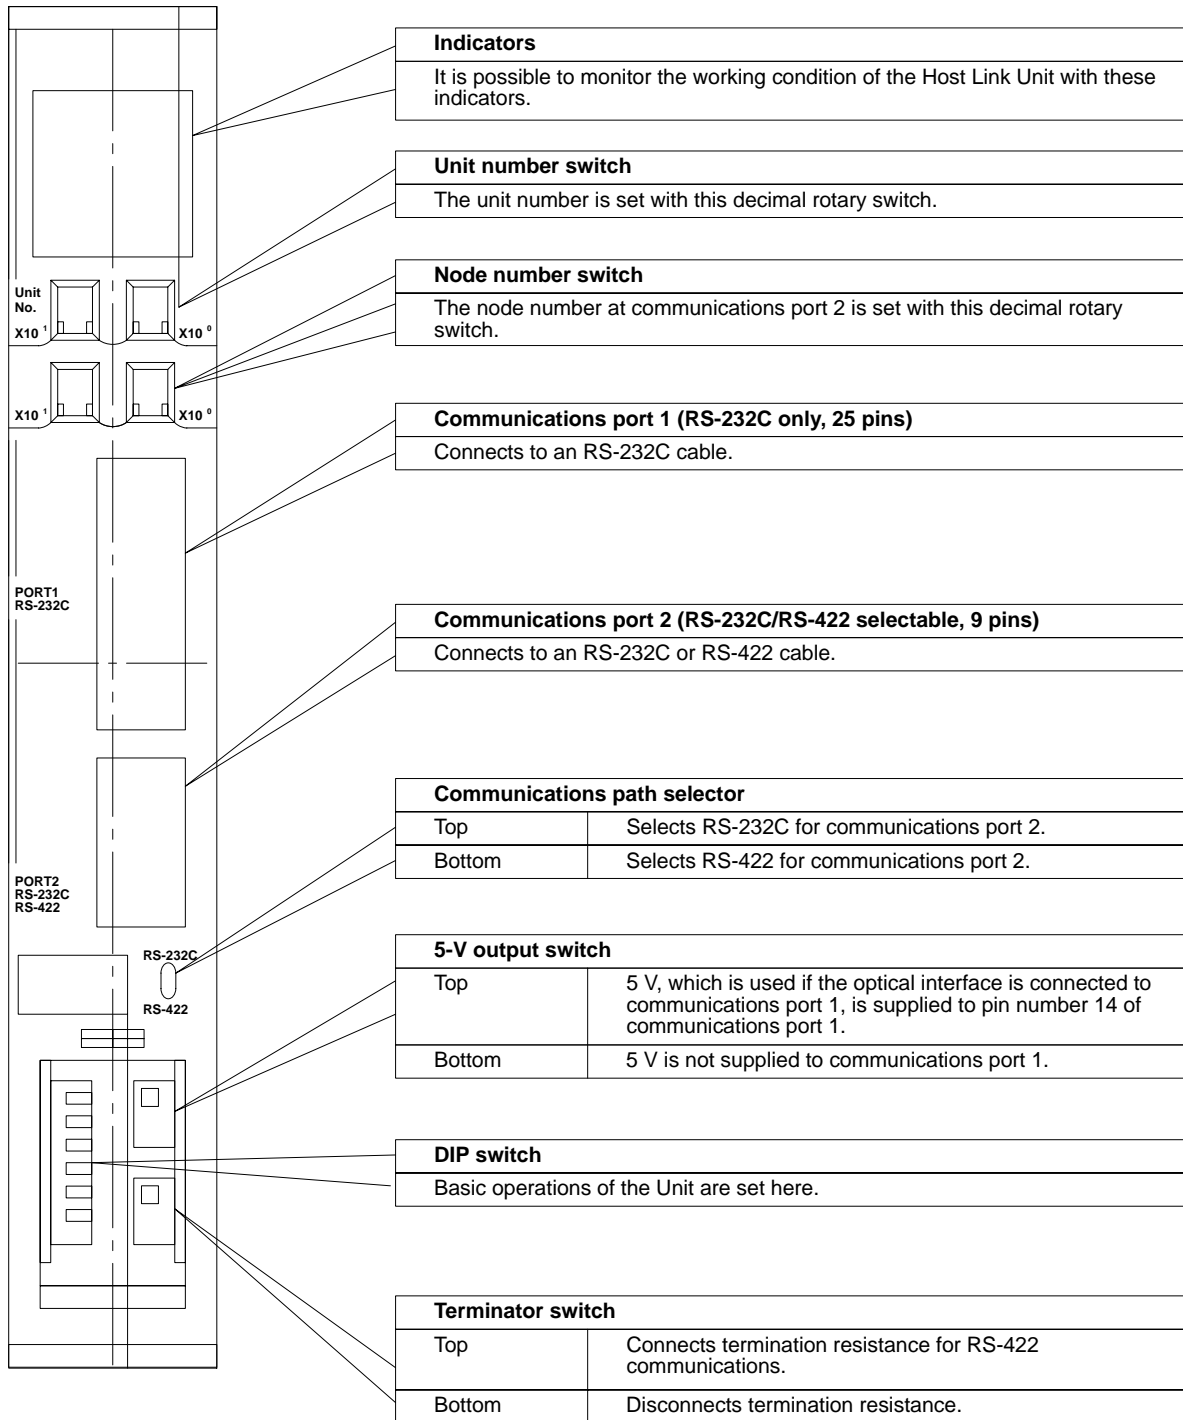 Indicators
It is possible to monitor the working condition of the Host Link Unit with these
indicators.
Unit number switch
The unit number is set with this decimal rotary switch.
Node number switch
The node number at communications port 2 is set with this decimal rotary
switch.
Unit
No.
X10 1 X10 0
X10 1 X10 0
Communications port 1 (RS-232C only, 25 pins)
Connects to an RS-232C cable.
PORT1
RS-232C
Communications port 2 (RS-232C/RS-422 selectable, 9 pins)
Connects to an RS-232C or RS-422 cable.
Communications path selector
Top Selects RS-232C for communications port 2.
Bottom Selects RS-422 for communications port 2.
PORT2
RS-232C
RS-422
RS-232C
RS-422
5-V output switch
Top 5 V, which is used if the optical interface is connected to
communications port 1, is supplied to pin number 14 of
communications port 1.
Bottom 5 V is not supplied to communications port 1.
DIP switch
Basic operations of the Unit are set here.
Terminator switch
Top Connects termination resistance for RS-422
communications.
Bottom Disconnects termination resistance.